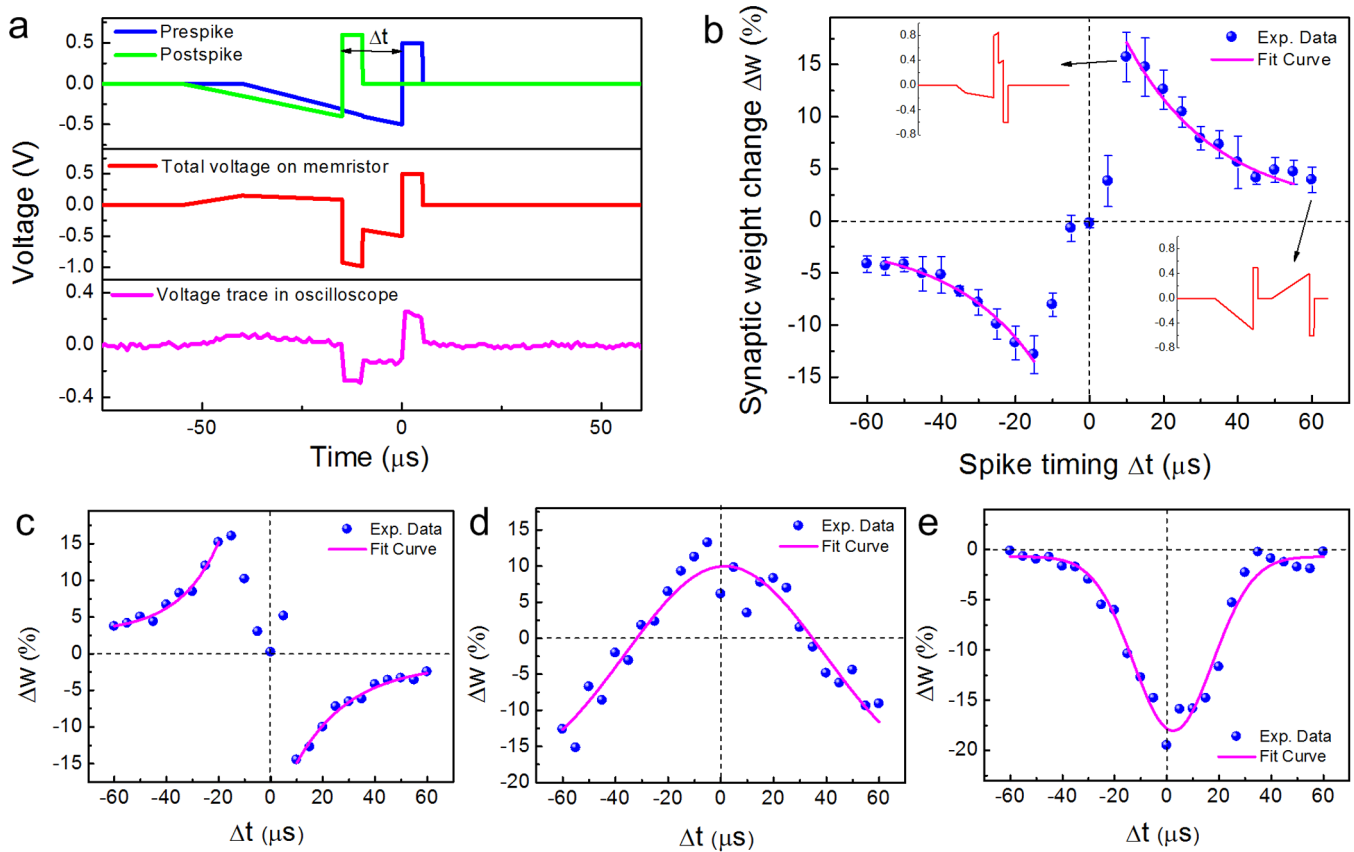 a
Prespike
Postspike
Δt
0.5
0.0
-0.5
Total voltage on memristor
0.5
0.0
-0.5
-1.0
Voltage trace in oscilloscope
0.4
0.0
-0.4
-50
0
50
Voltage (V)
Time (μs)
b
Exp. Data
Fit Curve
15
10
5
0
-5
-10
-15
-60
-40
-20
0
20
40
60
Synaptic weight change Δw (%)
Spike timing Δt (μs)
0.8
0.4
0.0
-0.4
-0.8
0.8
0.4
0.0
-0.4
-0.8
c
Exp. Data
Fit Curve
15
10
5
0
-5
-10
-15
-60
-40
-20
0
20
40
60
Δw (%)
Δt (μs)
d
Exp. Data
Fit Curve
20
15
10
5
0
-5
-10
-15
-20
-60
-40
-20
0
20
40
60
Δw (%)
Δt (μs)
e
Exp. Data
Fit Curve
0
-5
-10
-15
-20
-60
-40
-20
0
20
40
60
Δw (%)
Δt (μs)